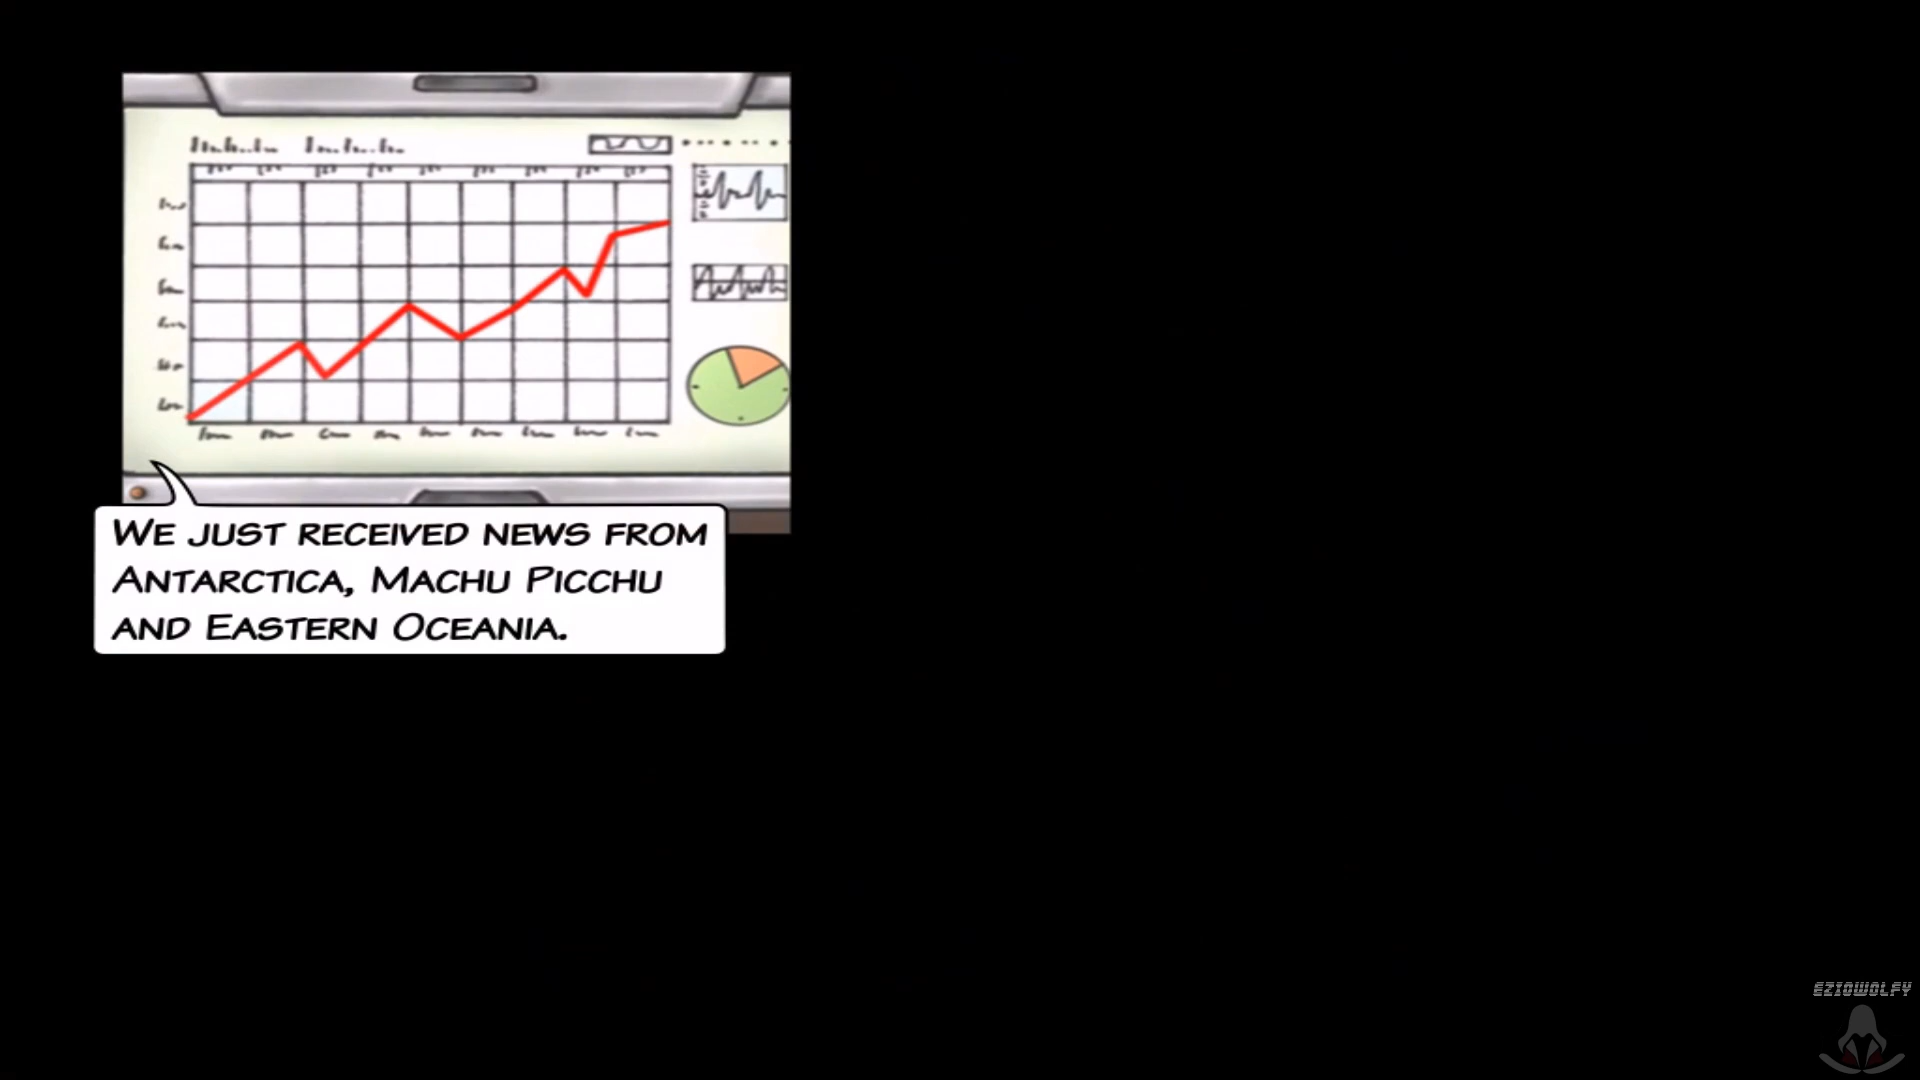 We just received news from
Antarctica, Machu Picchu
and Eastern Oceania.
EZIOWOLFY